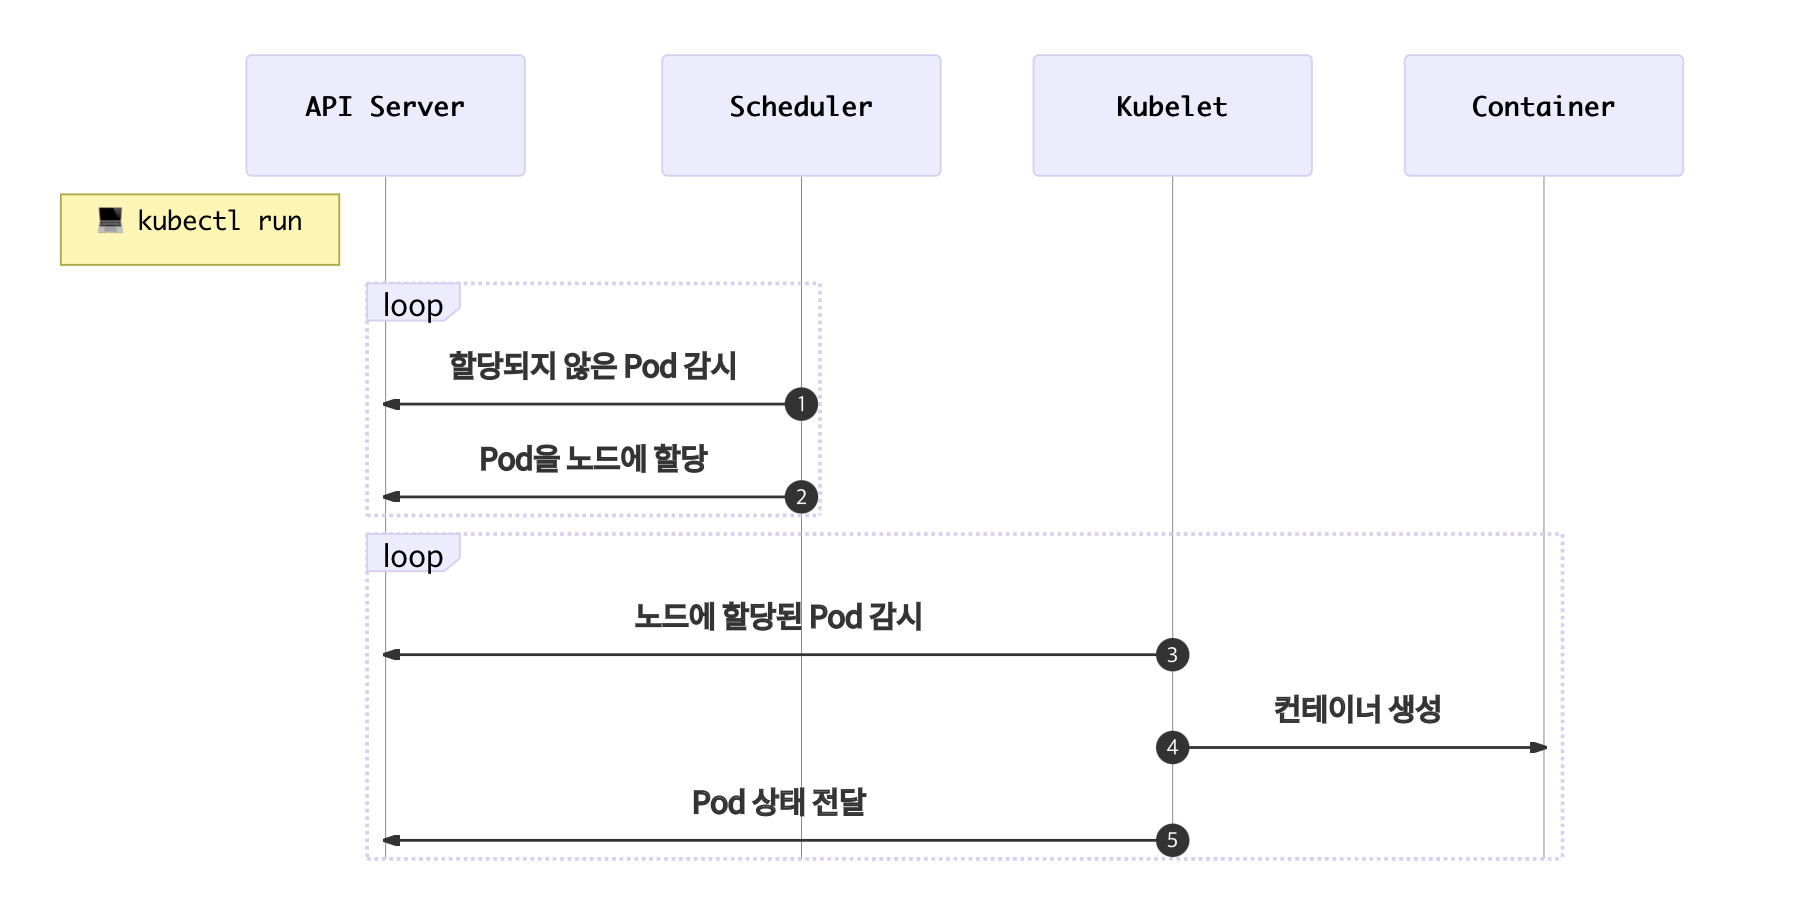 API Server
Scheduler
Kubelet
Container
💻 kubectl run
loop
할당되지 않은 Pod 감시
1
Pod을 노드에 할당
2
loop
노드에 할당된 Pod 감시
3
컨테이너 생성
4
Pod 상태 전달
5